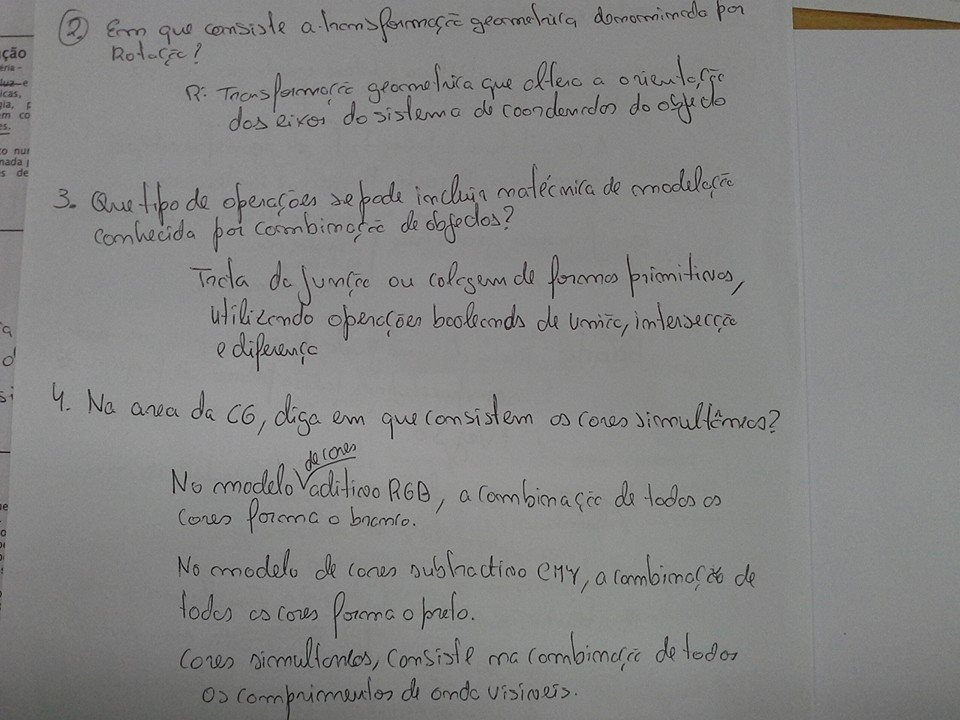 2. Em que consiste a transformação geometrica denominada por
Rotação?
R: Transformação geometrica que altera a orientação
dos eixos do sistema de coordenadas do objecto
3. Que tipo de operações se pode incluir na técnica de modelação
conhecida por combinação de objectos?
Trata da junção ou colagem de formas primitivas,
utilizando operações booleanas de união, intersecção
e diferença
4. Na area da CG, diga em que consistem as cores simultâneas?
No modelo de cores aditivo RGB, a combinação de todas as
cores forma o branco.
No modelo de cores subtractivo CMY, a combinação de
todas as cores forma o preto.
Cores simultaneas, consiste na combinação de todos
os comprimentos de onda visiveis.